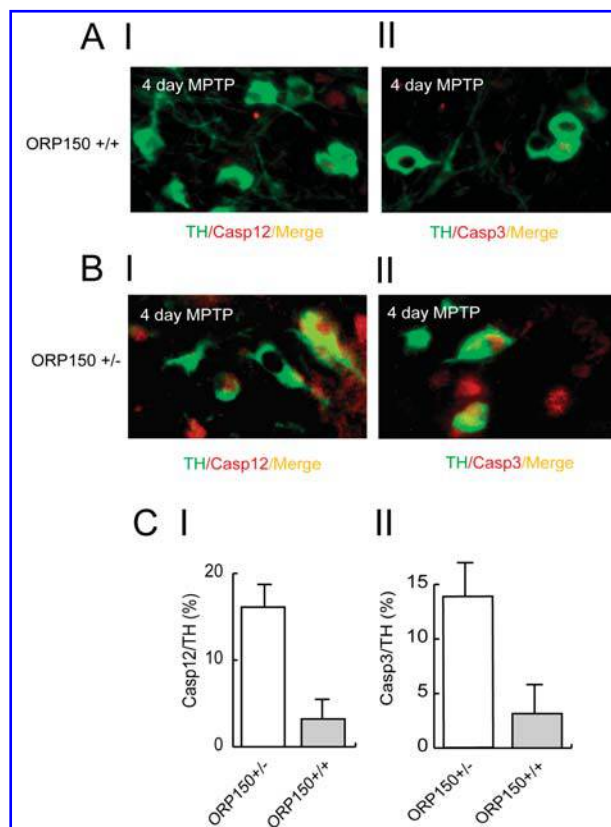 A I II
4 day MPTP 4 day MPTP
ORP150 +/+
TH/Casp12/Merge TH/Casp3/Merge
B I II
4 day MPTP 4 day MPTP
ORP150 +/-
TH/Casp12/Merge TH/Casp3/Merge
C I II
Casp12/TH (%)
20
10
0
ORP150+/- ORP150+/+
Casp3/TH (%)
15
10
5
0
ORP150+/- ORP150+/+